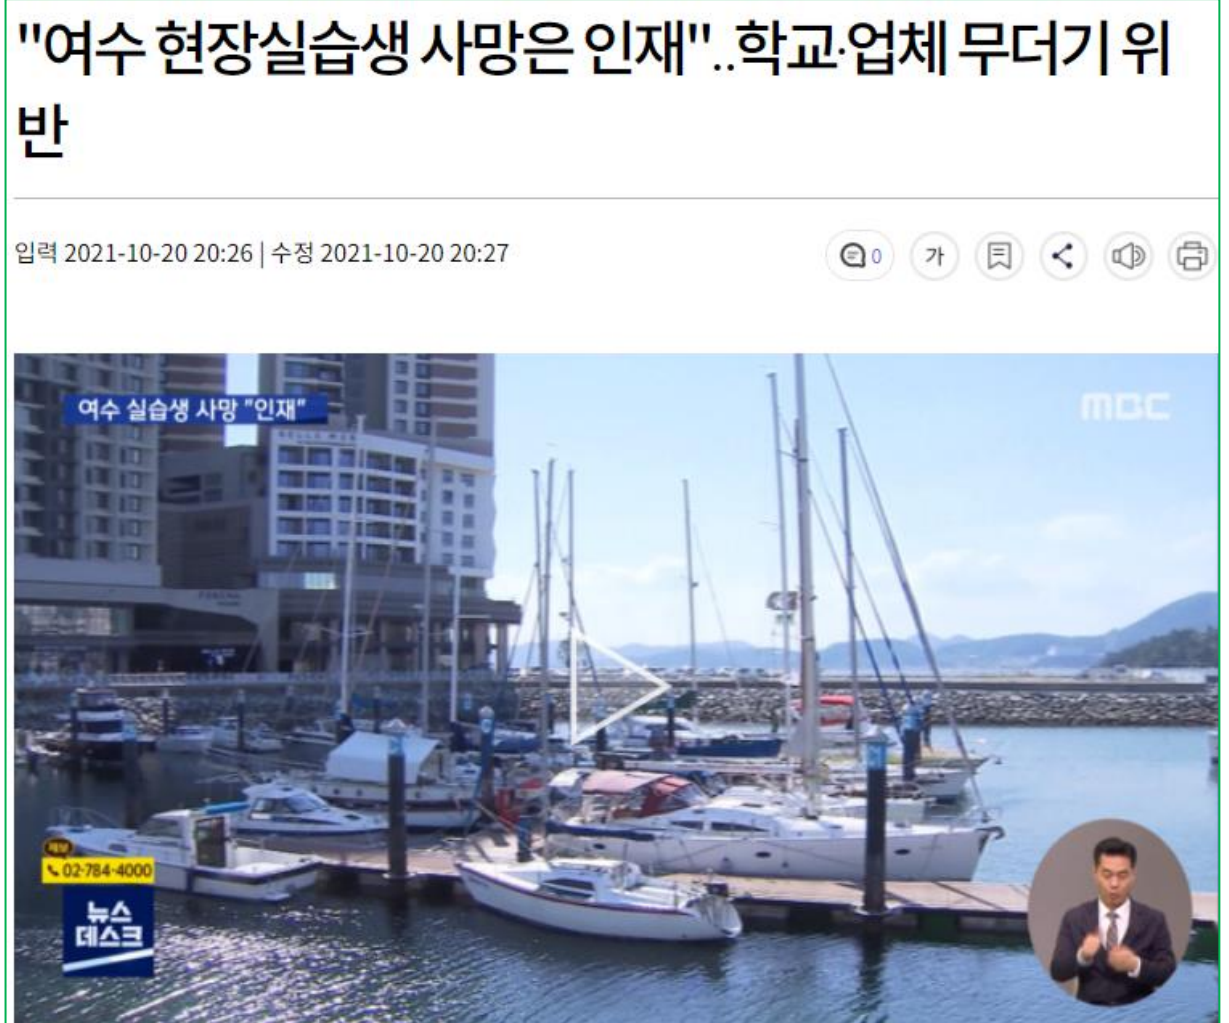 "여수 현장실습생 사망은 인재"..학교·업체 무더기 위
반
입력 2021-10-20 20:26 | 수정 2021-10-20 20:27
0 가
여수 실습생 사망 "인재"
MBC
제보
02-784-4000
뉴스
데스크